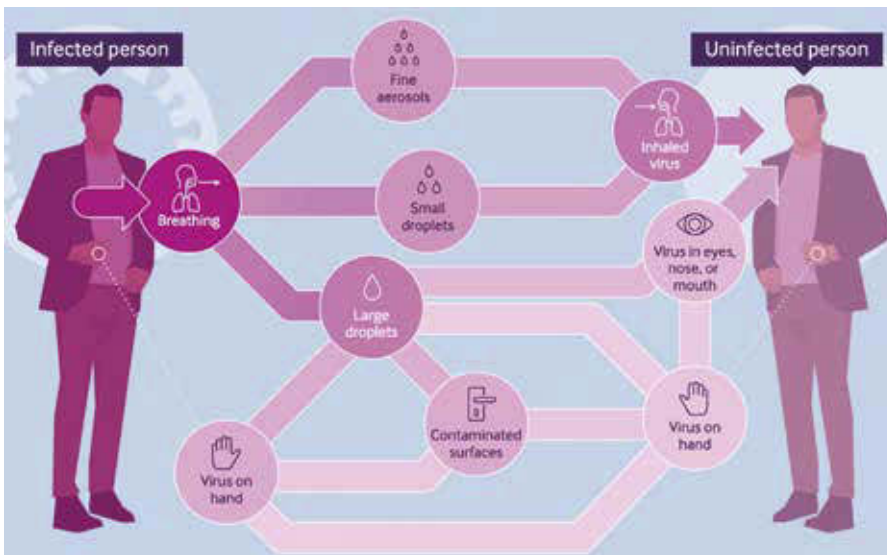 Infected person
Uninfected person
Fine
aerosols
Inhaled
virus
Breathing
Small
droplets
Virus in eyes,
nose, or
mouth
Large
droplets
Contaminated
surfaces
Virus on
hand
Virus on
hand